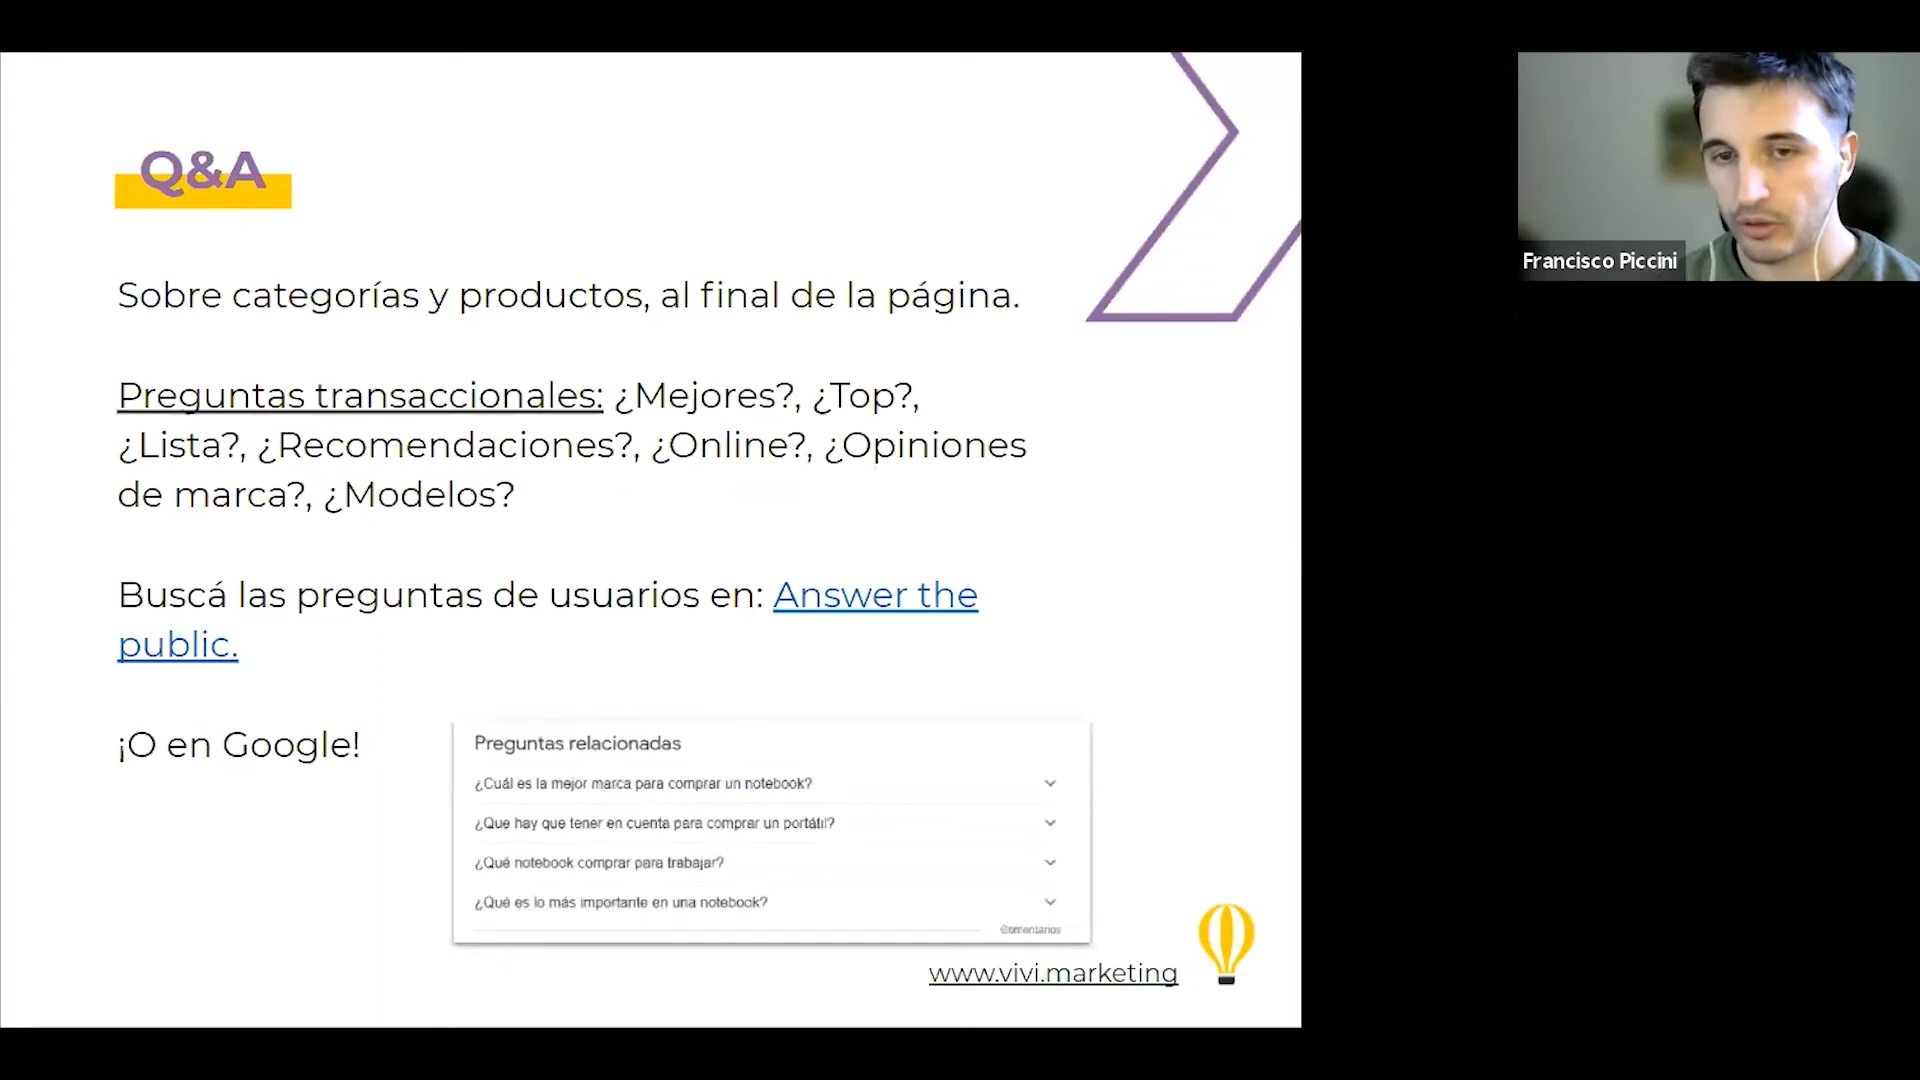 Q&A
Sobre categorías y productos, al final de la página.
Preguntas transaccionales: ¿Mejores?, ¿Top?,
¿Lista?, ¿Recomendaciones?, ¿Online?, ¿Opiniones
de marca?, ¿Modelos?
Buscá las preguntas de usuarios en: Answer the
public.
¡O en Google!
Preguntas relacionadas
¿Cuál es la mejor marca para comprar un notebook?
¿Que hay que tener en cuenta para comprar un portátil?
¿Qué notebook comprar para trabajar?
¿Qué es lo más importante en una notebook?
Comentarios
www.vivi.marketing
Francisco Piccini